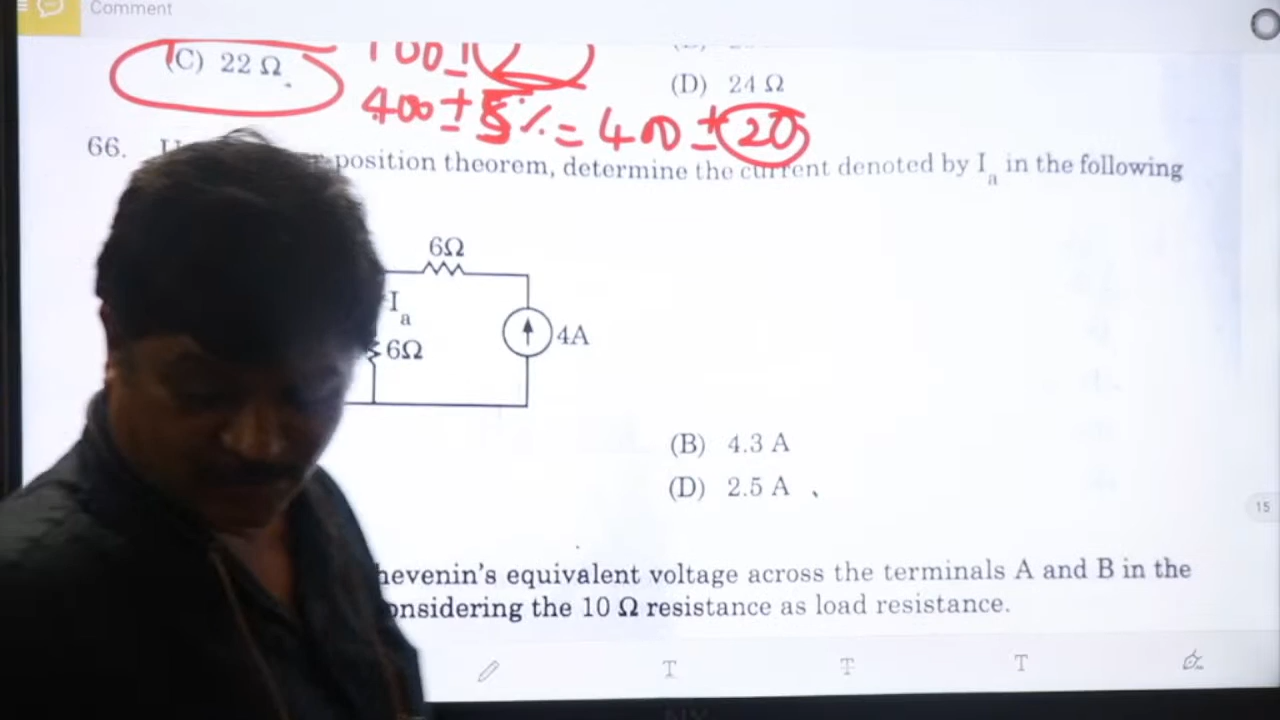 Comment
(C) 22 Ω
400 ± 5% = 400 ± 20
(D) 24 Ω
66.
position theorem, determine the current denoted by Ia in the following
6Ω
Ia
6Ω
4A
(B) 4.3 A
(D) 2.5 A
15
hevenin's equivalent voltage across the terminals A and B in the
onsidering the 10 Ω resistance as load resistance.
T T T